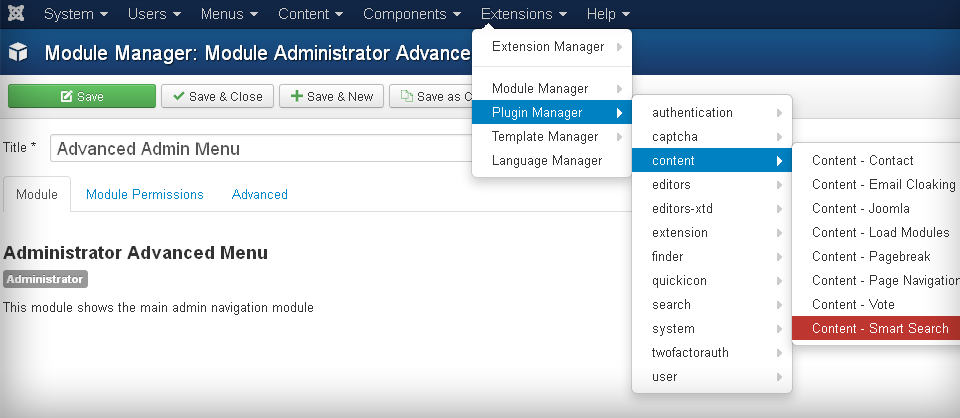 System Users Menus Content Components Extensions Help
Module Manager: Module Administrator Advance
Extension Manager
Module Manager
Plugin Manager
Template Manager
Language Manager
Save Save & Close Save & New Save as C
Title * Advanced Admin Menu
Module Module Permissions Advanced
Administrator Advanced Menu
Administrator
This module shows the main admin navigation module
authentication
captcha
content
editors
editors-xtd
extension
finder
quickicon
search
system
twofactorauth
user
Content - Contact
Content - Email Cloaking
Content - Joomla
Content - Load Modules
Content - Pagebreak
Content - Page Navigation
Content - Vote
Content - Smart Search